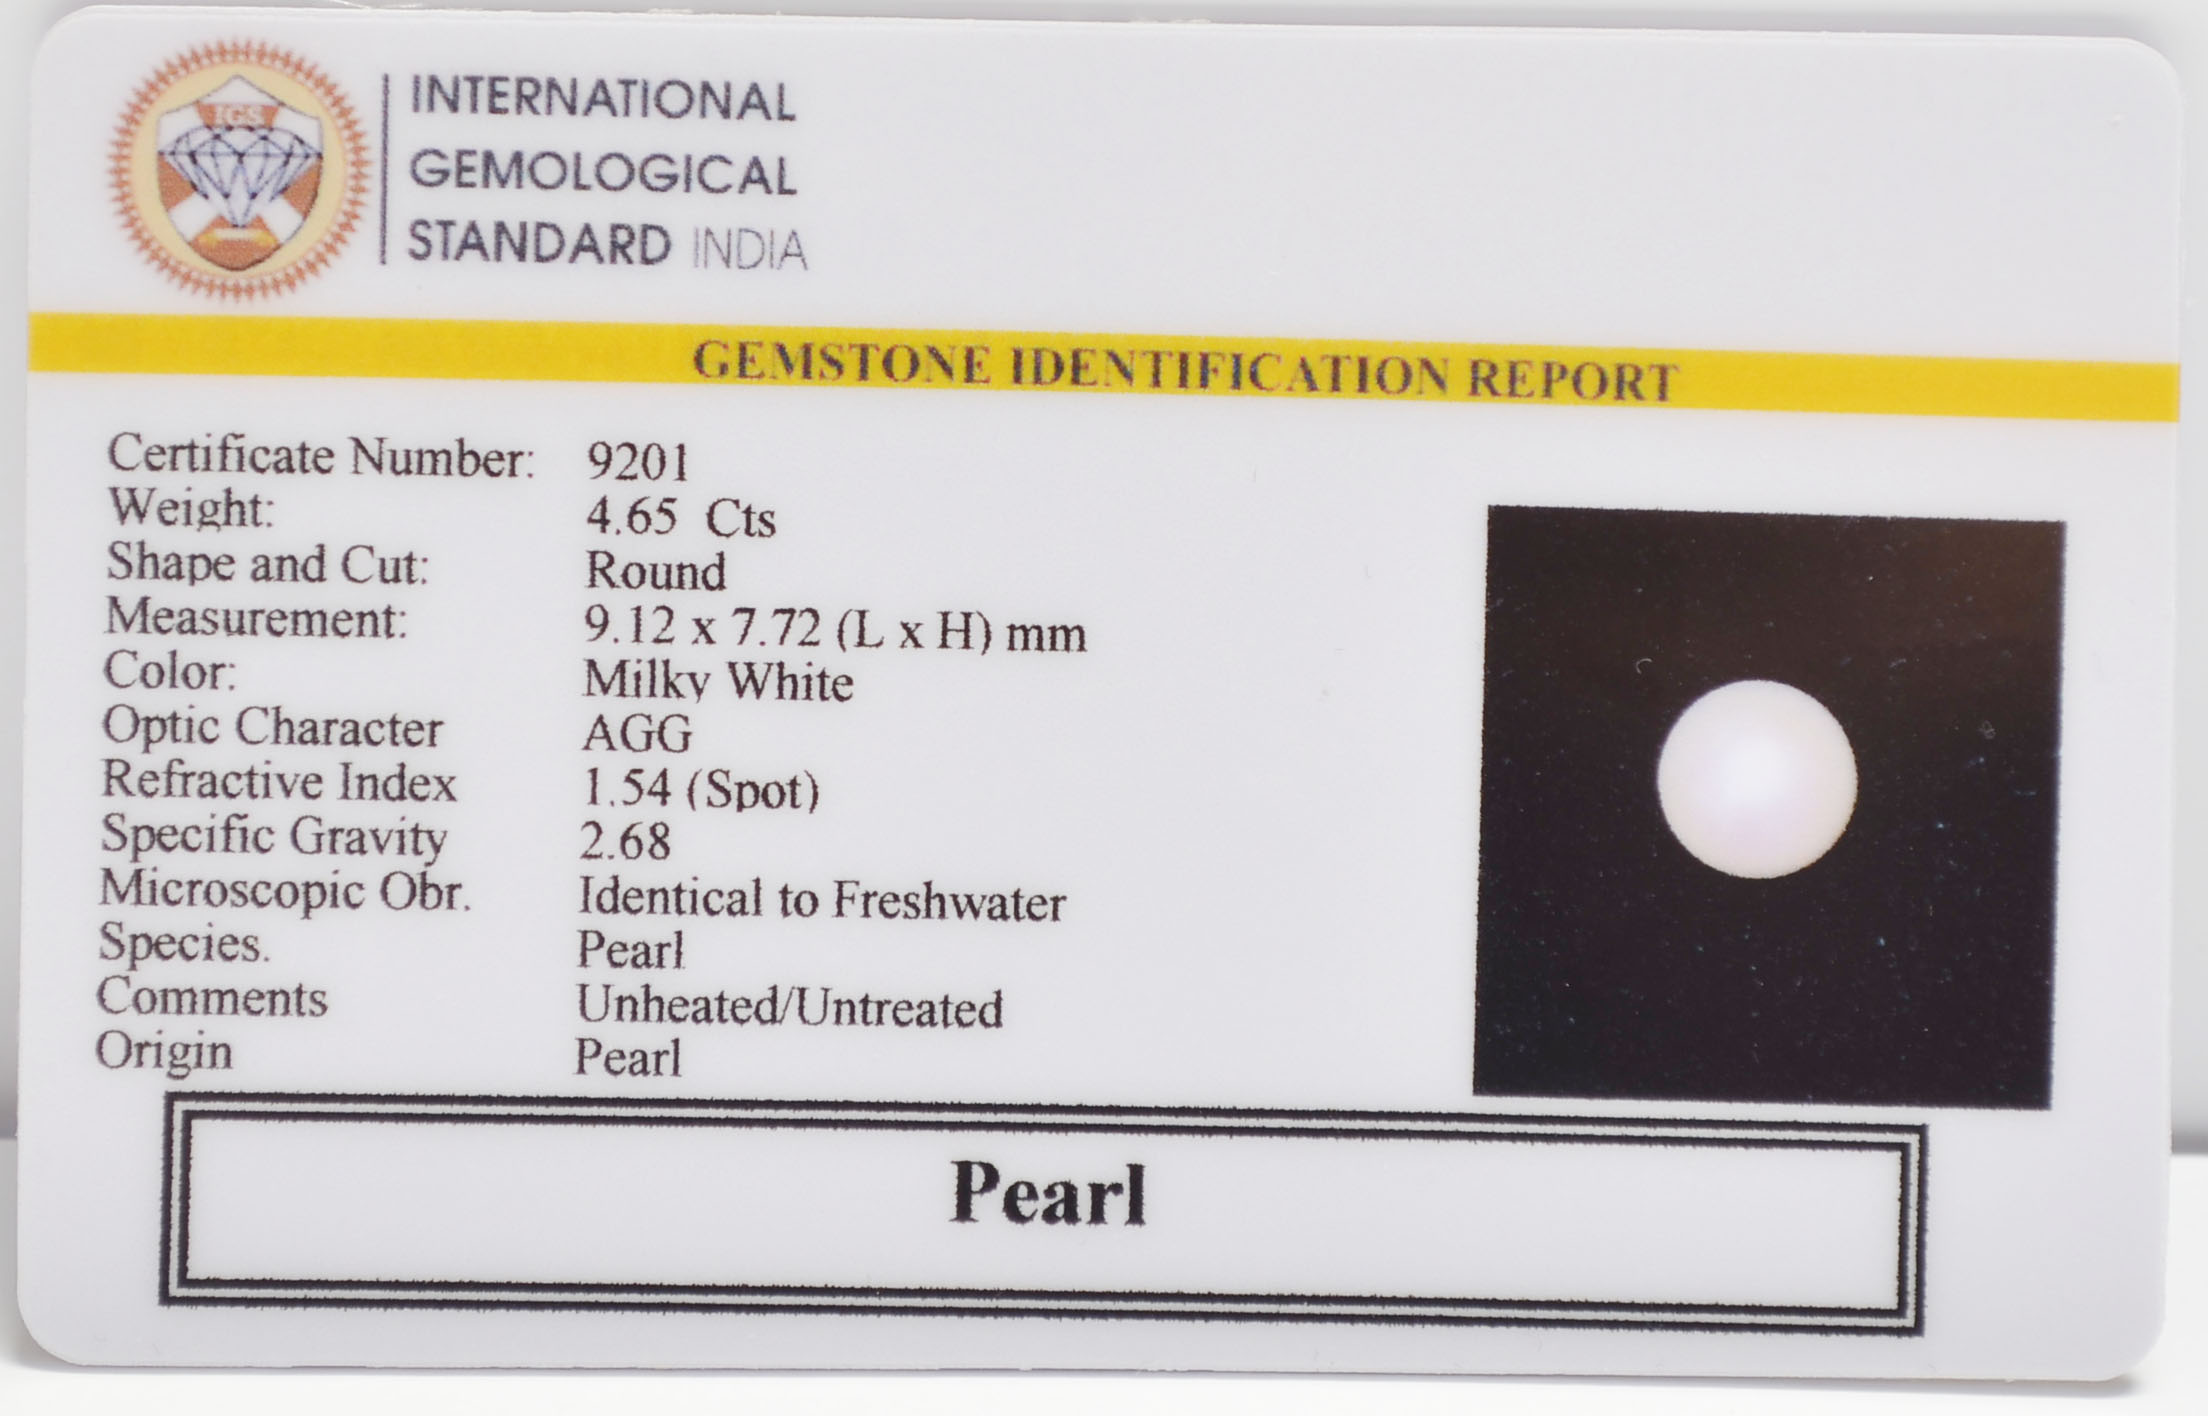 IGS
INTERNATIONAL
GEMOLOGICAL
STANDARD INDIA
GEMSTONE IDENTIFICATION REPORT
Certificate Number: 9201
Weight: 4.65 Cts
Shape and Cut: Round
Measurement: 9.12 x 7.72 (L x H) mm
Color: Milky White
Optic Character AGG
Refractive Index 1.54 (Spot)
Specific Gravity 2.68
Microscopic Obr. Identical to Freshwater
Species. Pearl
Comments Unheated/Untreated
Origin Pearl
Pearl